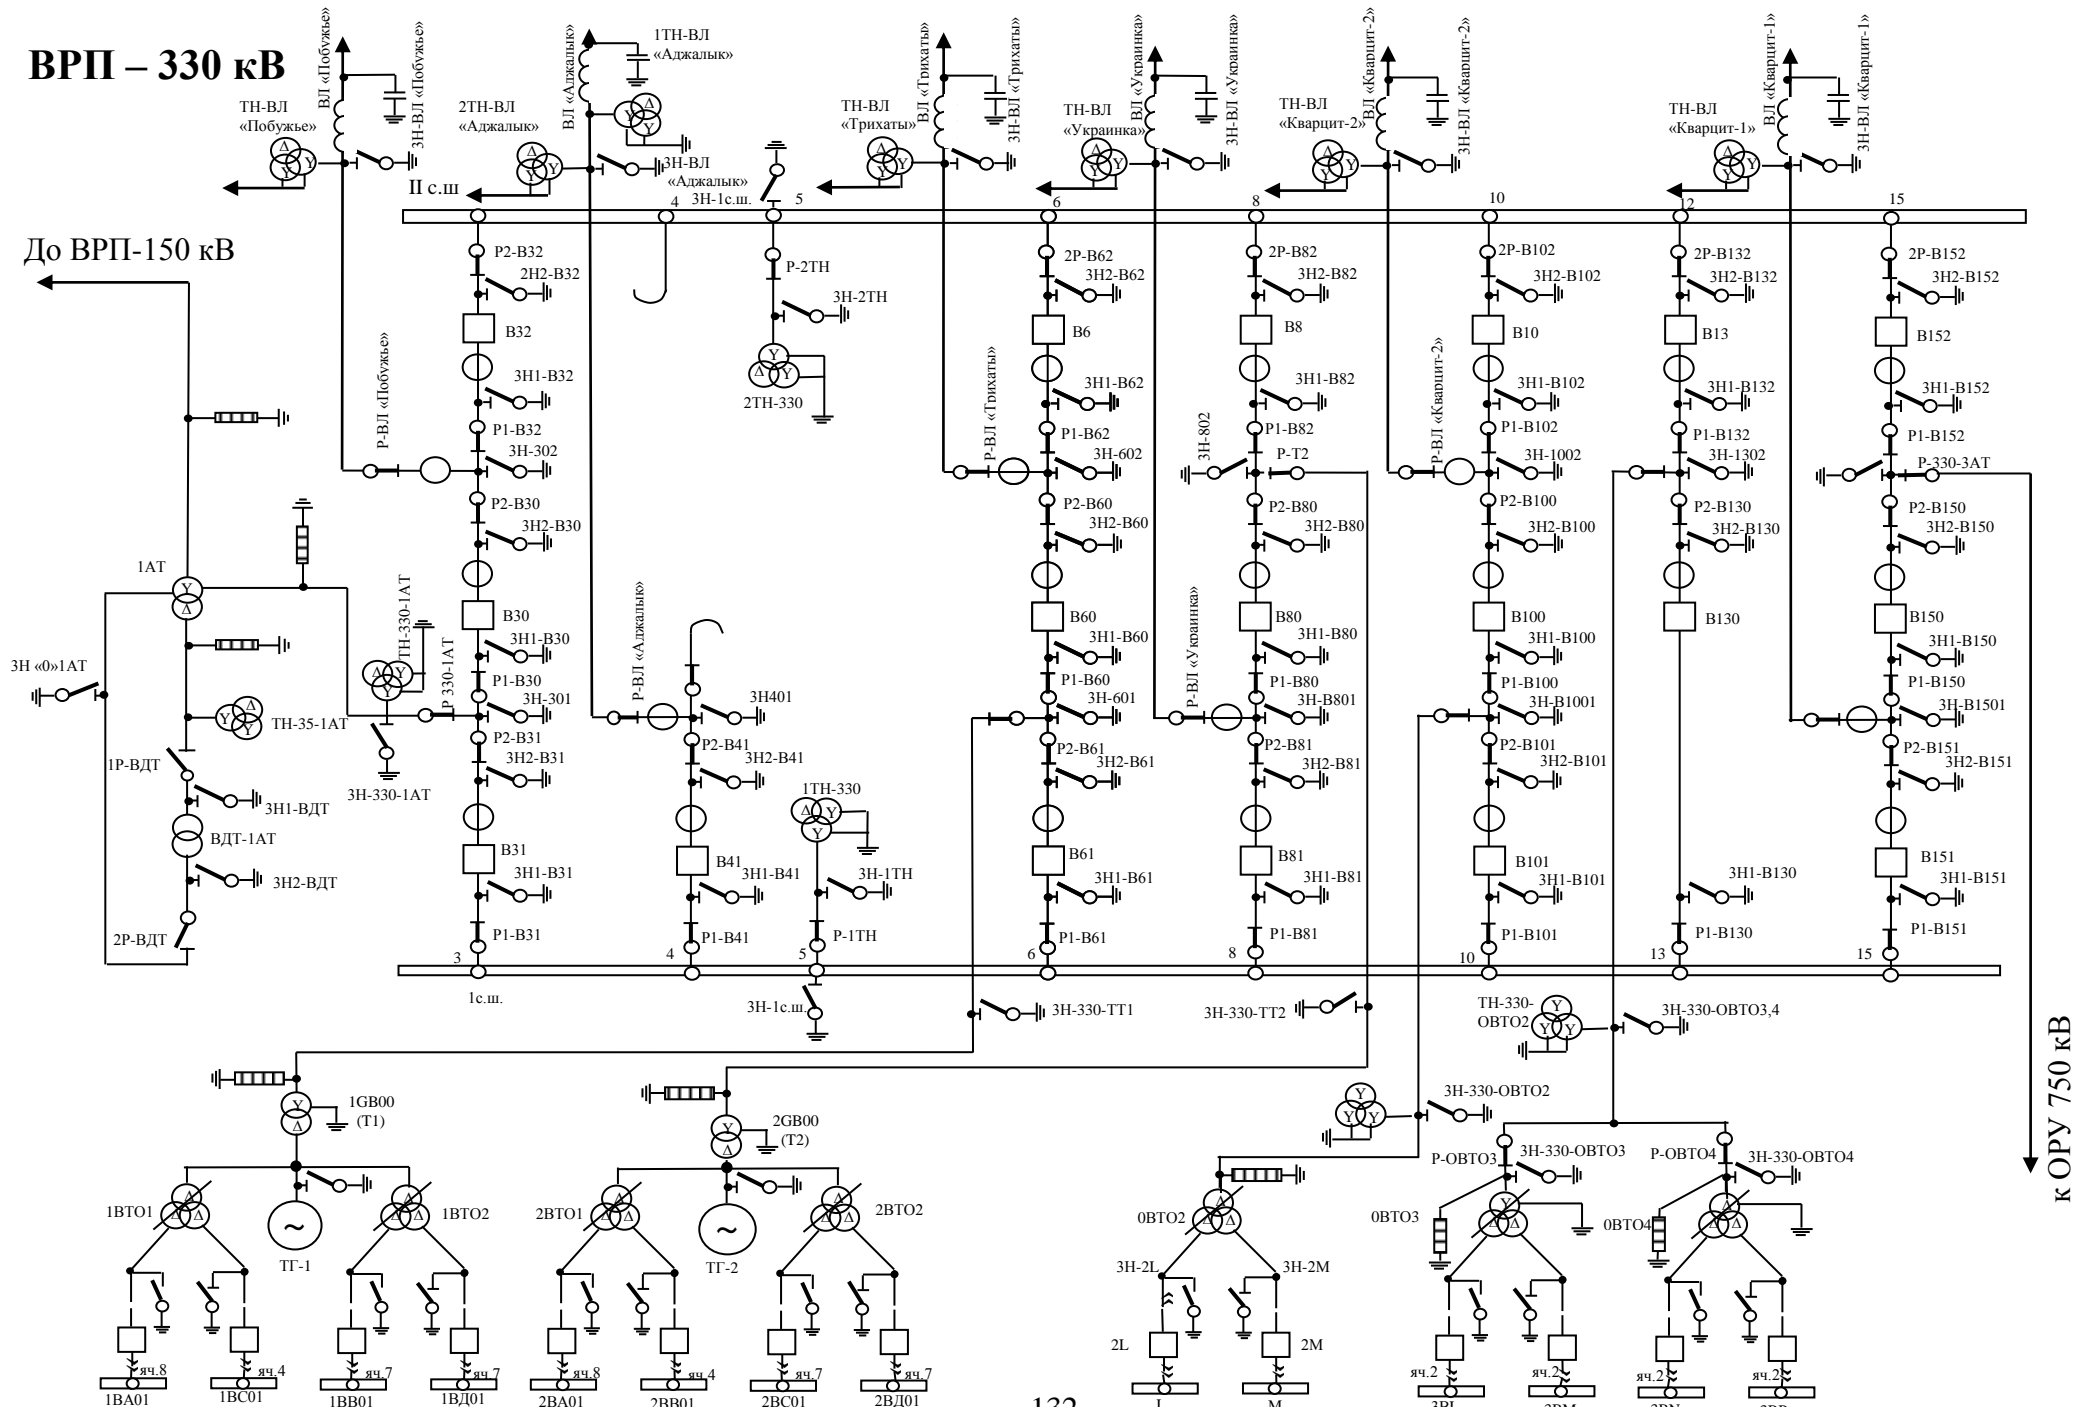 ВРП – 330 кВ
ВЛ «Побужье»
ЗН-ВЛ «Побужье»
ТН-ВЛ
«Побужье»
ВЛ «Аджалык»
1ТН-ВЛ
«Аджалык»
2ТН-ВЛ
«Аджалык»
ЗН-ВЛ
«Аджалык»
ЗН-1с.ш.
ВЛ «Трихаты»
ЗН-ВЛ «Трихаты»
ТН-ВЛ
«Трихаты»
ВЛ «Украинка»
ЗН-ВЛ «Украинка»
ТН-ВЛ
«Украинка»
ВЛ «Кварцит-2»
ЗН-ВЛ «Кварцит-2»
ТН-ВЛ
«Кварцит-2»
ВЛ «Кварцит-1»
ЗН-ВЛ «Кварцит-1»
ТН-ВЛ
«Кварцит-1»
II с.ш
4
5
6
8
10
12
15
До ВРП-150 кВ
Р2-В32
2Н2-В32
В32
ЗН1-В32
Р1-В32
ЗН-302
Р2-В30
ЗН2-В30
В30
ЗН1-В30
Р1-В30
ЗН-301
Р2-В31
ЗН2-В31
В31
ЗН1-В31
Р1-В31
3
1с.ш.
Р-ВЛ «Побужье»
Р-2ТН
ЗН-2ТН
2ТН-330
1АТ
ЗН «0»1АТ
ТН-35-1АТ
1Р-ВДТ
ЗН1-ВДТ
ВДТ-1АТ
ЗН2-ВДТ
2Р-ВДТ
ТН-330-1АТ
Р 330-1АТ
ЗН-330-1АТ
Р-ВЛ «Аджалык»
ЗН401
Р2-В41
ЗН2-В41
В41
ЗН1-В41
Р1-В41
4
1ТН-330
ЗН-1ТН
Р-1ТН
5
ЗН-1с.ш.
2Р-В62
ЗН2-В62
В6
ЗН1-В62
Р1-В62
ЗН-602
Р-ВЛ «Трихаты»
Р2-В60
ЗН2-В60
В60
ЗН1-В60
Р1-В60
ЗН-601
Р2-В61
ЗН2-В61
В61
ЗН1-В61
Р1-В61
6
2Р-В82
ЗН2-В82
В8
ЗН1-В82
Р1-В82
ЗН-802
Р-Т2
Р2-В80
ЗН2-В80
В80
ЗН1-В80
Р1-В80
ЗН-В801
Р-ВЛ «Украинка»
Р2-В81
ЗН2-В81
В81
ЗН1-В81
Р1-В81
8
2Р-В102
ЗН2-В102
В10
ЗН1-В102
Р1-В102
ЗН-1002
Р-ВЛ «Кварцит-2»
Р2-В100
ЗН2-В100
В100
ЗН1-В100
Р1-В100
ЗН-В1001
Р2-В101
ЗН2-В101
В101
ЗН1-В101
Р1-В101
10
2Р-В132
ЗН2-В132
В13
ЗН1-В132
Р1-В132
ЗН-1302
Р2-В130
ЗН2-В130
В130
ЗН1-В130
Р1-В130
13
2Р-В152
ЗН2-В152
В152
ЗН1-В152
Р1-В152
Р-330-3АТ
Р2-В150
ЗН2-В150
В150
ЗН1-В150
Р1-В150
ЗН-В1501
Р2-В151
ЗН2-В151
В151
ЗН1-В151
Р1-В151
15
к ОРУ 750 кВ
ЗН-330-ТТ1
ЗН-330-ТТ2
ТН-330-
ОВТО2
ЗН-330-ОВТО3,4
ЗН-330-ОВТО2
1GB00
(Т1)
2GB00
(Т2)
1ВТО1
ТГ-1
1ВТО2
2ВТО1
ТГ-2
2ВТО2
0ВТО2
Р-ОВТО3
ЗН-330-ОВТО3
0ВТО3
Р-ОВТО4
ЗН-330-ОВТО4
0ВТО4
ЗН-2L
ЗН-2М
2L
2М
яч.8
яч.4
яч.7
яч.7
яч.8
яч.4
яч.7
яч.7
яч.2
яч.2
яч.2
яч.2
1ВА01
1ВС01
1ВВ01
1ВД01
2ВА01
2ВВ01
2ВС01
2ВД01
132